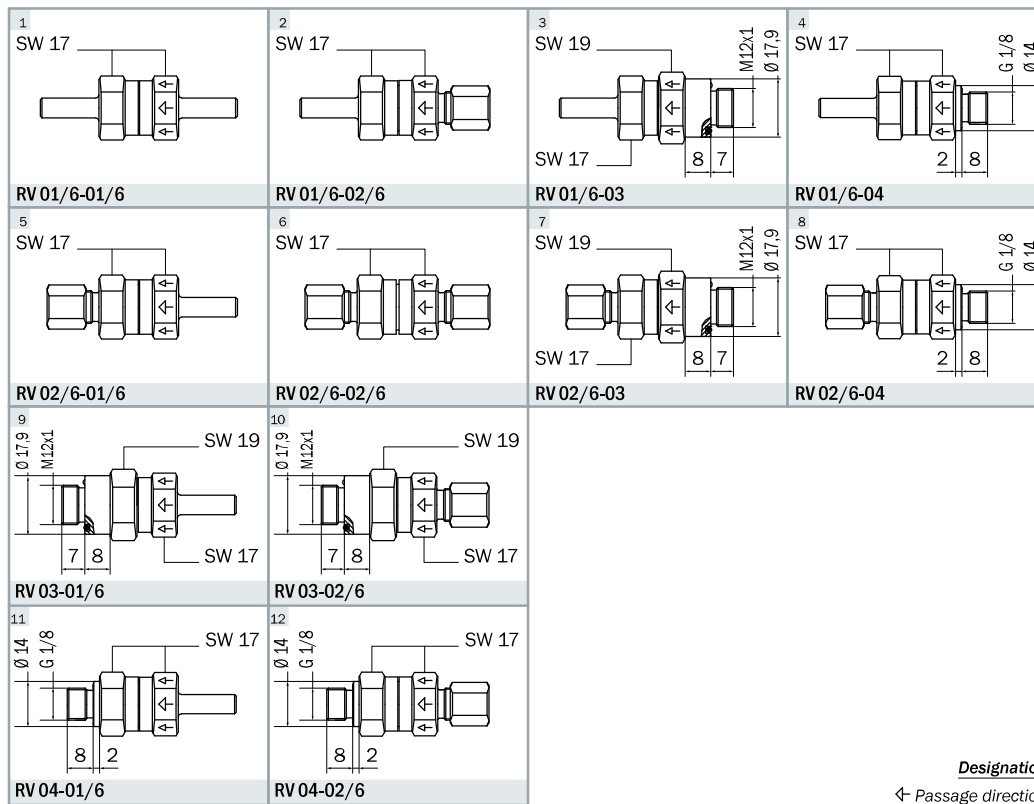 1
SW 17
RV 01/6-01/6
2
SW 17
RV 01/6-02/6
3
SW 19
M12x1
Ø 17,9
SW 17
8
7
RV 01/6-03
4
SW 17
G 1/8
Ø 14
2
8
RV 01/6-04
5
SW 17
RV 02/6-01/6
6
SW 17
RV 02/6-02/6
7
SW 19
M12x1
Ø 17,9
SW 17
8
7
RV 02/6-03
8
SW 17
G 1/8
Ø 14
2
8
RV 02/6-04
9
Ø 17,9
M12x1
SW 19
7
8
SW 17
RV 03-01/6
10
Ø 17,9
M12x1
SW 19
7
8
SW 17
RV 03-02/6
11
Ø 14
G 1/8
SW 17
8
2
RV 04-01/6
12
Ø 14
G 1/8
SW 17
8
2
RV 04-02/6
Designatio
Passage directio